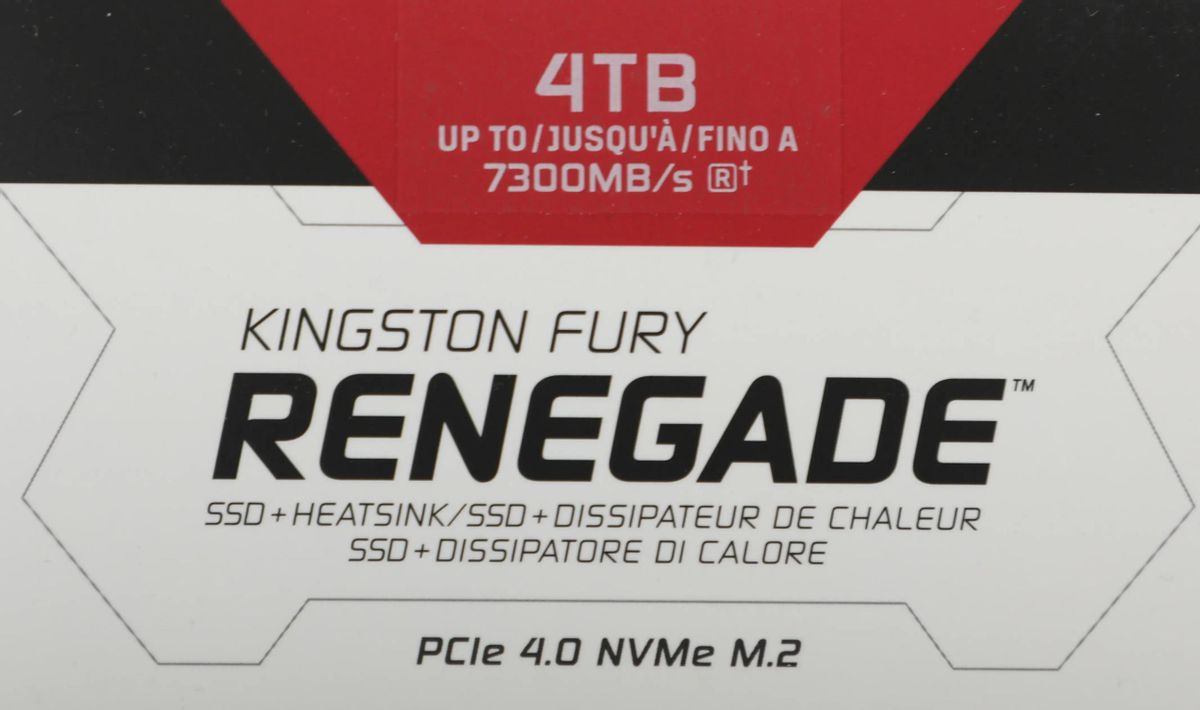 4TB
UP TO/JUSQU'À/FINO A
7300MB/s 🅁†
KINGSTON FURY
RENEGADE™
SSD+HEATSINK/SSD+DISSIPATEUR DE CHALEUR
SSD+DISSIPATORE DI CALORE
PCIe 4.0 NVMe M.2